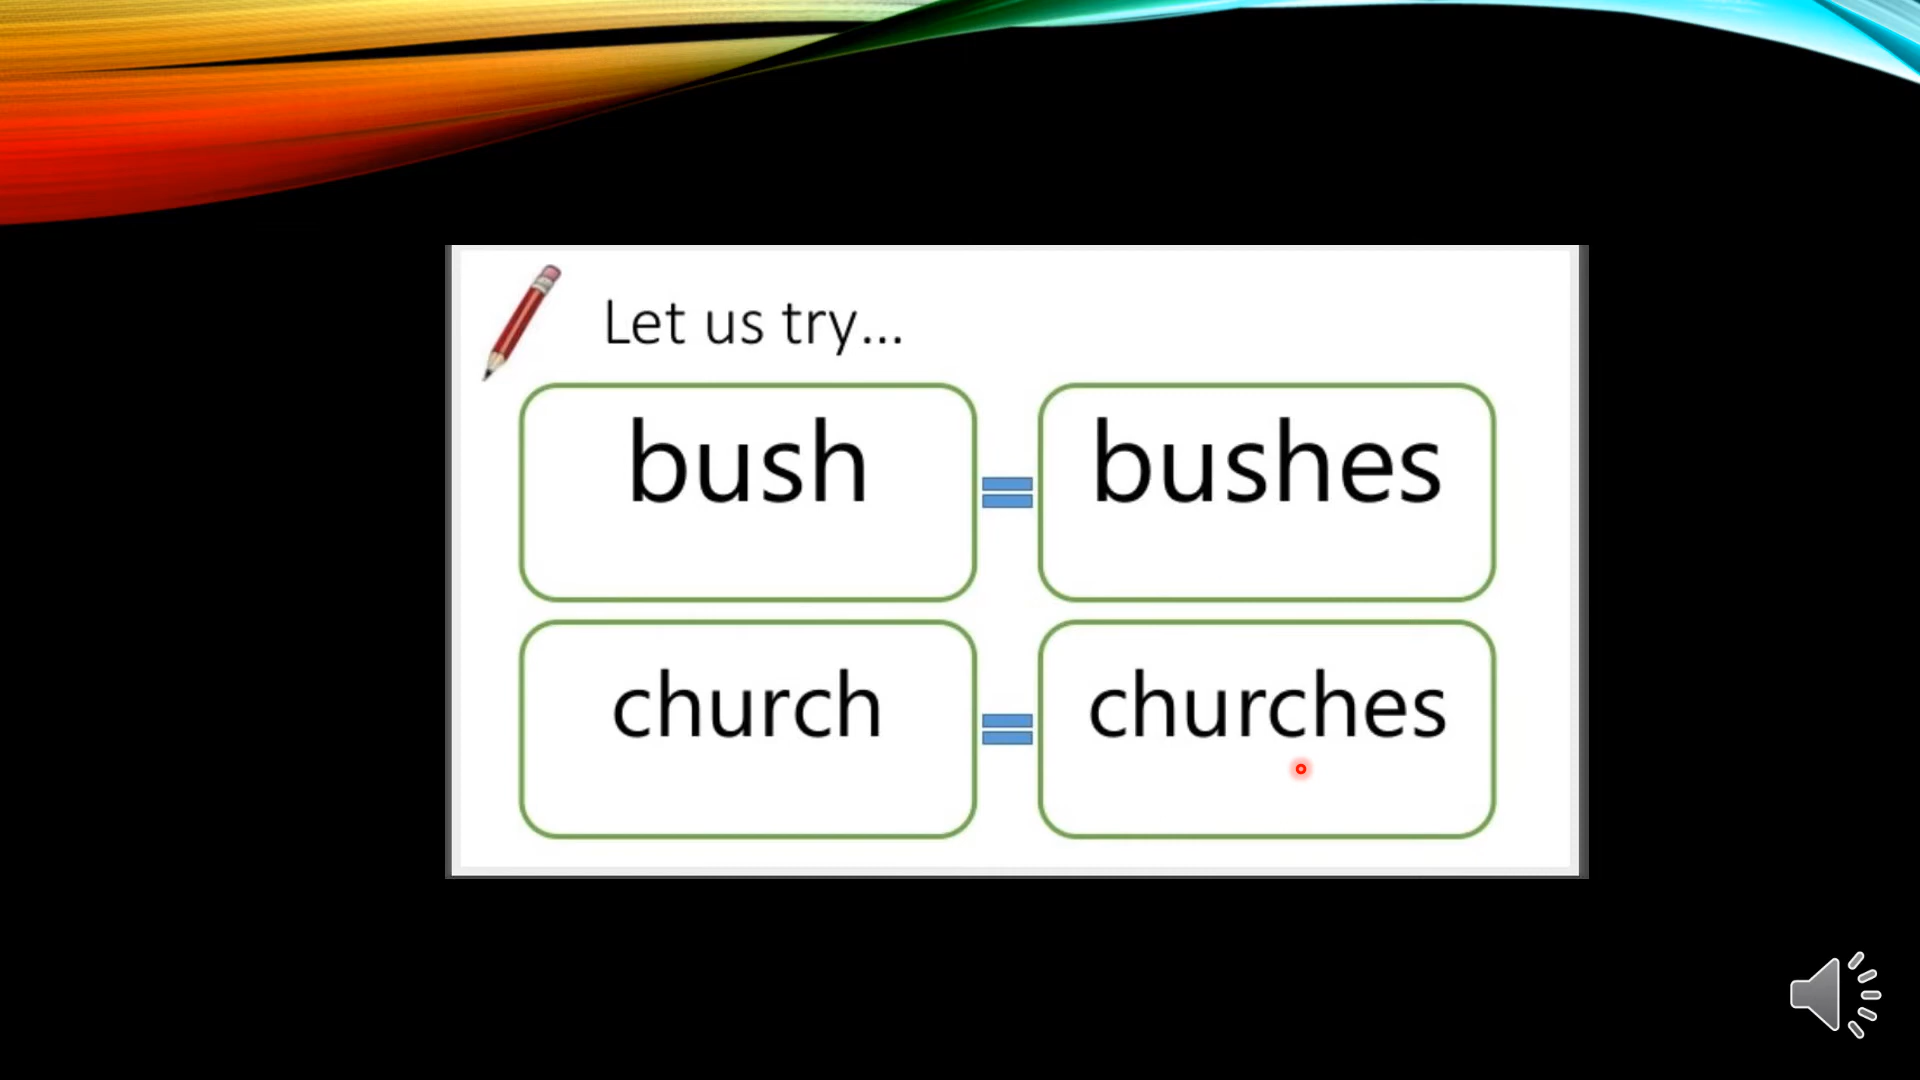 Let us try...
bush = bushes
church = churches